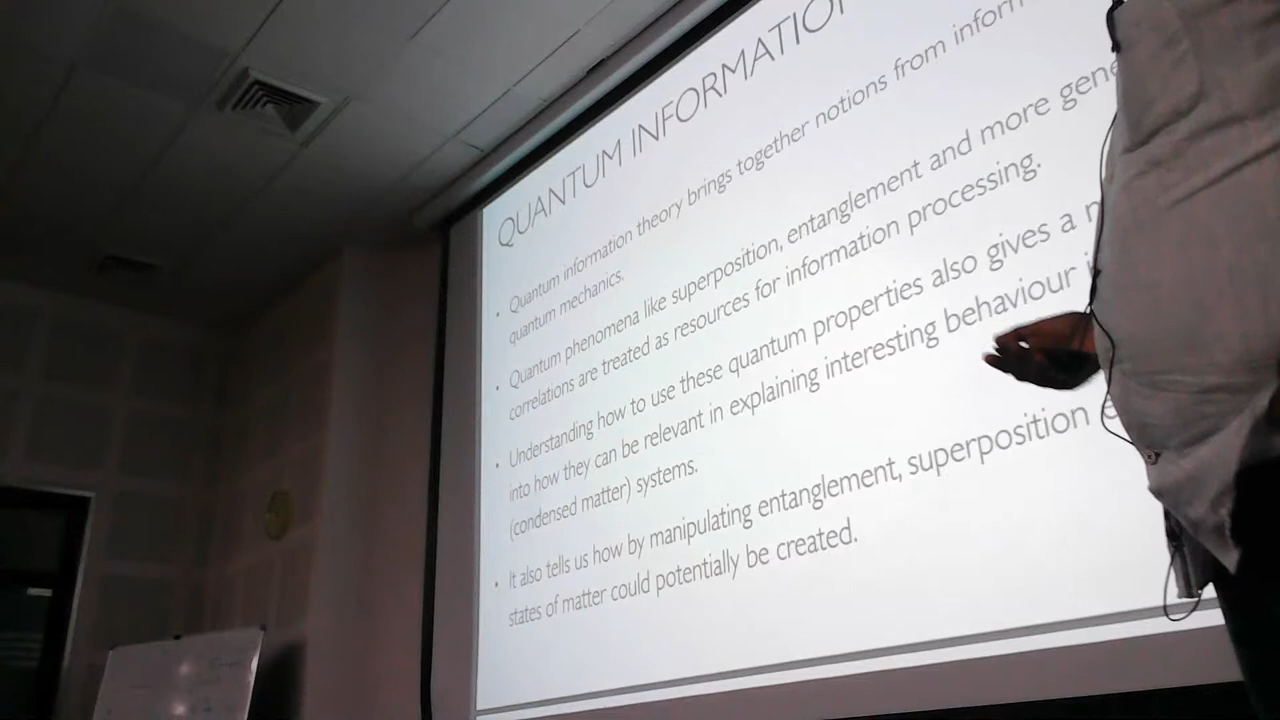 QUANTUM INFORMATION
• Quantum information theory brings together notions from inform
quantum mechanics.
• Quantum phenomena like superposition, entanglement and more gene
correlations are treated as resources for information processing.
• Understanding how to use these quantum properties also gives a
into how they can be relevant in explaining interesting behaviour
(condensed matter) systems.
• It also tells us how by manipulating entanglement, superposition
states of matter could potentially be created.